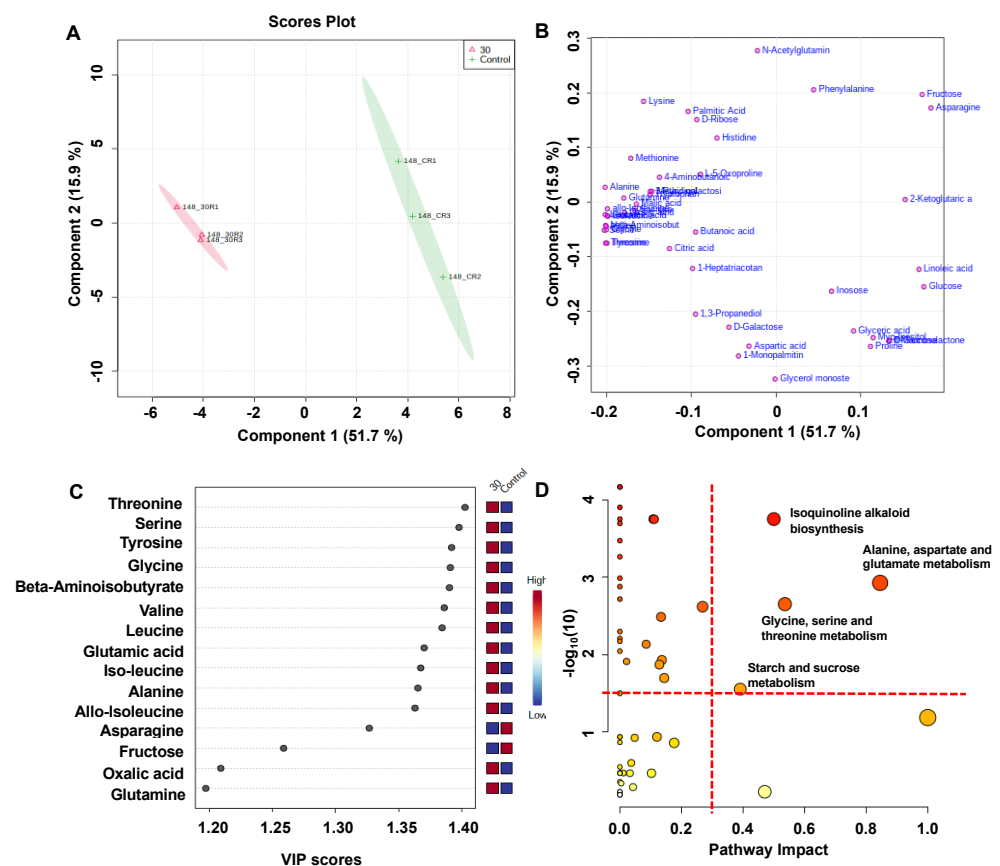 A
Scores Plot
30
Control
148_CR1
148_CR3
148_CR2
148_30R1
148_30R2
148_30R3
10
5
0
-5
-10
-6
-4
-2
0
2
4
6
8
Component 2 (15.9 %)
Component 1 (51.7 %)
B
N-Acetylglutamin
Phenylalanine
Fructose
Asparagine
Lysine
Palmitic Acid
D-Ribose
Histidine
Methionine
L-5-Oxoproline
4-Aminobutanoic
Alanine
Glutamine
Malic acid
2-Ketoglutaric a
Butanoic acid
Citric acid
1-Heptatriacotan
Linoleic acid
Glucose
Inosose
1,3-Propanediol
D-Galactose
Glyceric acid
Myo-Inositol
Proline
Aspartic acid
1-Monopalmitin
Glycerol monoste
0.3
0.2
0.1
0
-0.1
-0.2
-0.3
-0.2
-0.1
0
0.1
Component 2 (15.9 %)
Component 1 (51.7 %)
C
30
Control
Threonine
Serine
Tyrosine
Glycine
Beta-Aminoisobutyrate
Valine
Leucine
Glutamic acid
Iso-leucine
Alanine
Allo-Isoleucine
Asparagine
Fructose
Oxalic acid
Glutamine
High
Low
1.20
1.25
1.30
1.35
1.40
VIP scores
D
Isoquinoline alkaloid
biosynthesis
Alanine, aspartate and
glutamate metabolism
Glycine, serine and
threonine metabolism
Starch and sucrose
metabolism
4
3
2
1
0.0
0.2
0.4
0.6
0.8
1.0
-log10(10)
Pathway Impact